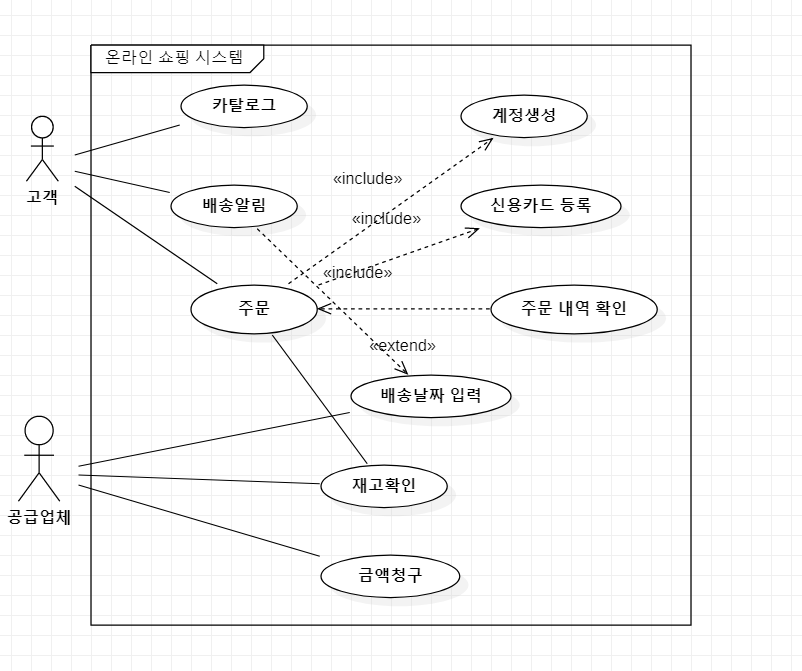 온라인 쇼핑 시스템
카탈로그
계정생성
고객
«include»
배송알림
신용카드 등록
«include»
«include»
주문
주문 내역 확인
«extend»
배송날짜 입력
공급업체
재고확인
금액청구